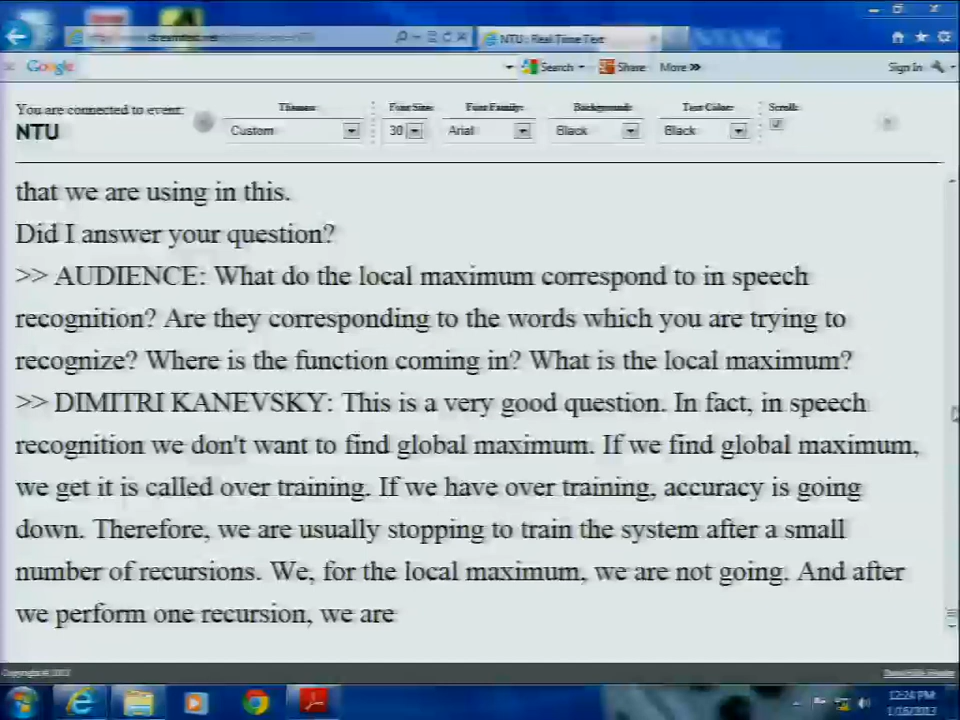 NTU : Real Time Text
Google
Search
Share
More »
Sign In
You are connected to event:
NTU
Themes:
Custom
Font Size:
30
Font Family:
Arial
Background:
Black
Text Color:
Black
Scroll:
that we are using in this.
Did I answer your question?
>> AUDIENCE: What do the local maximum correspond to in speech
recognition? Are they corresponding to the words which you are trying to
recognize? Where is the function coming in? What is the local maximum?
>> DIMITRI KANEVSKY: This is a very good question. In fact, in speech
recognition we don't want to find global maximum. If we find global maximum,
we get it is called over training. If we have over training, accuracy is going
down. Therefore, we are usually stopping to train the system after a small
number of recursions. We, for the local maximum, we are not going. And after
we perform one recursion, we are
12:24 PM
1/16/2013